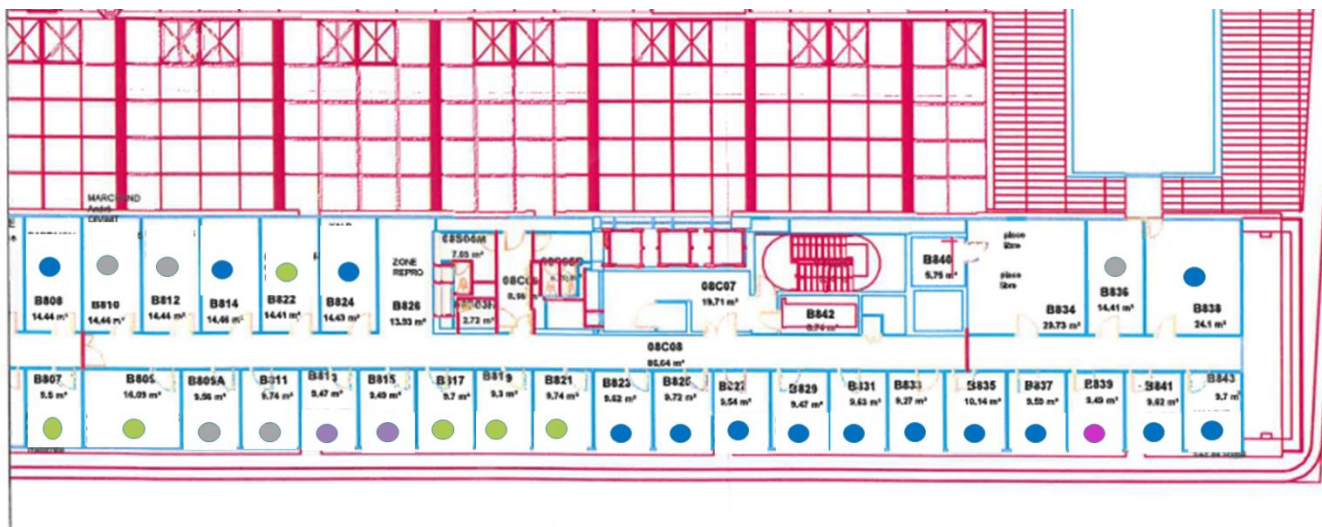 ZONE
REPRO
place
libre
place
libre
7.65 m²
08C07
19.71 m²
B840
5.75 m²
B842
B808
14.44 m²
B810
14.44 m²
B812
14.44 m²
B814
14.46 m²
B822
14.41 m²
B824
14.43 m²
B826
13.93 m²
2.72 m²
B834
29.73 m²
B836
14.41 m²
B838
24.1 m²
08C08
86.64 m²
B807
9.5 m²
16.09 m²
B809A
9.56 m²
B811
9.74 m²
9.47 m²
B815
9.49 m²
B817
9.7 m²
B819
9.3 m²
B821
9.74 m²
B823
9.62 m²
B825
9.72 m²
B827
9.54 m²
B829
9.47 m²
B831
9.63 m²
B833
9.27 m²
B835
10.14 m²
B837
9.59 m²
B839
9.49 m²
B841
9.62 m²
B843
9.7 m²